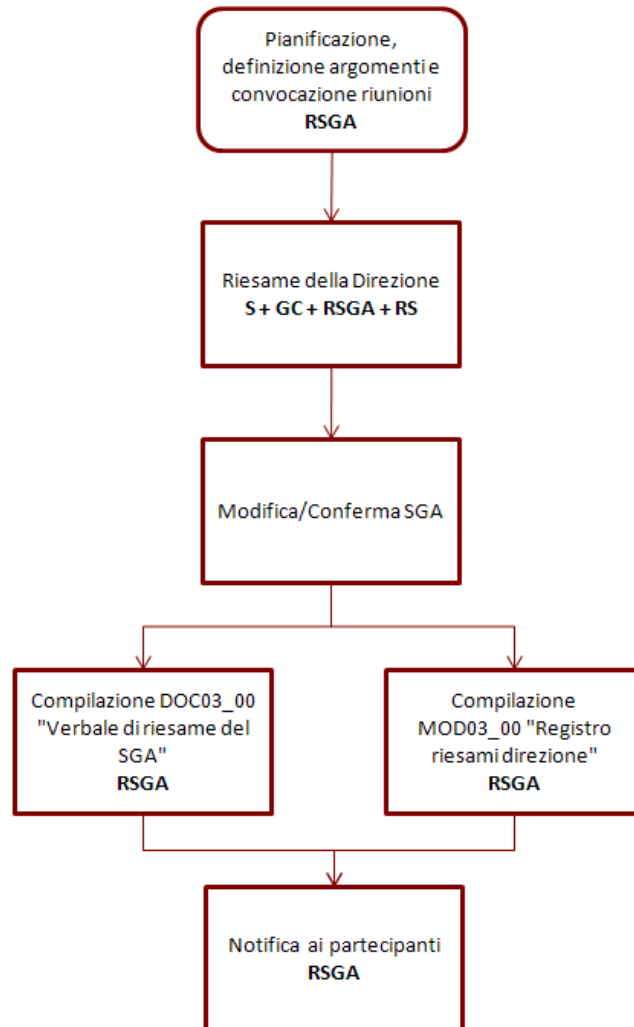 Pianificazione,
definizione argomenti e
convocazione riunioni
RSGA
Riesame della Direzione
S + GC + RSGA + RS
Modifica/Conferma SGA
Compilazione DOC03_00
"Verbale di riesame del
SGA"
RSGA
Compilazione
MOD03_00 "Registro
riesami direzione"
RSGA
Notifica ai partecipanti
RSGA